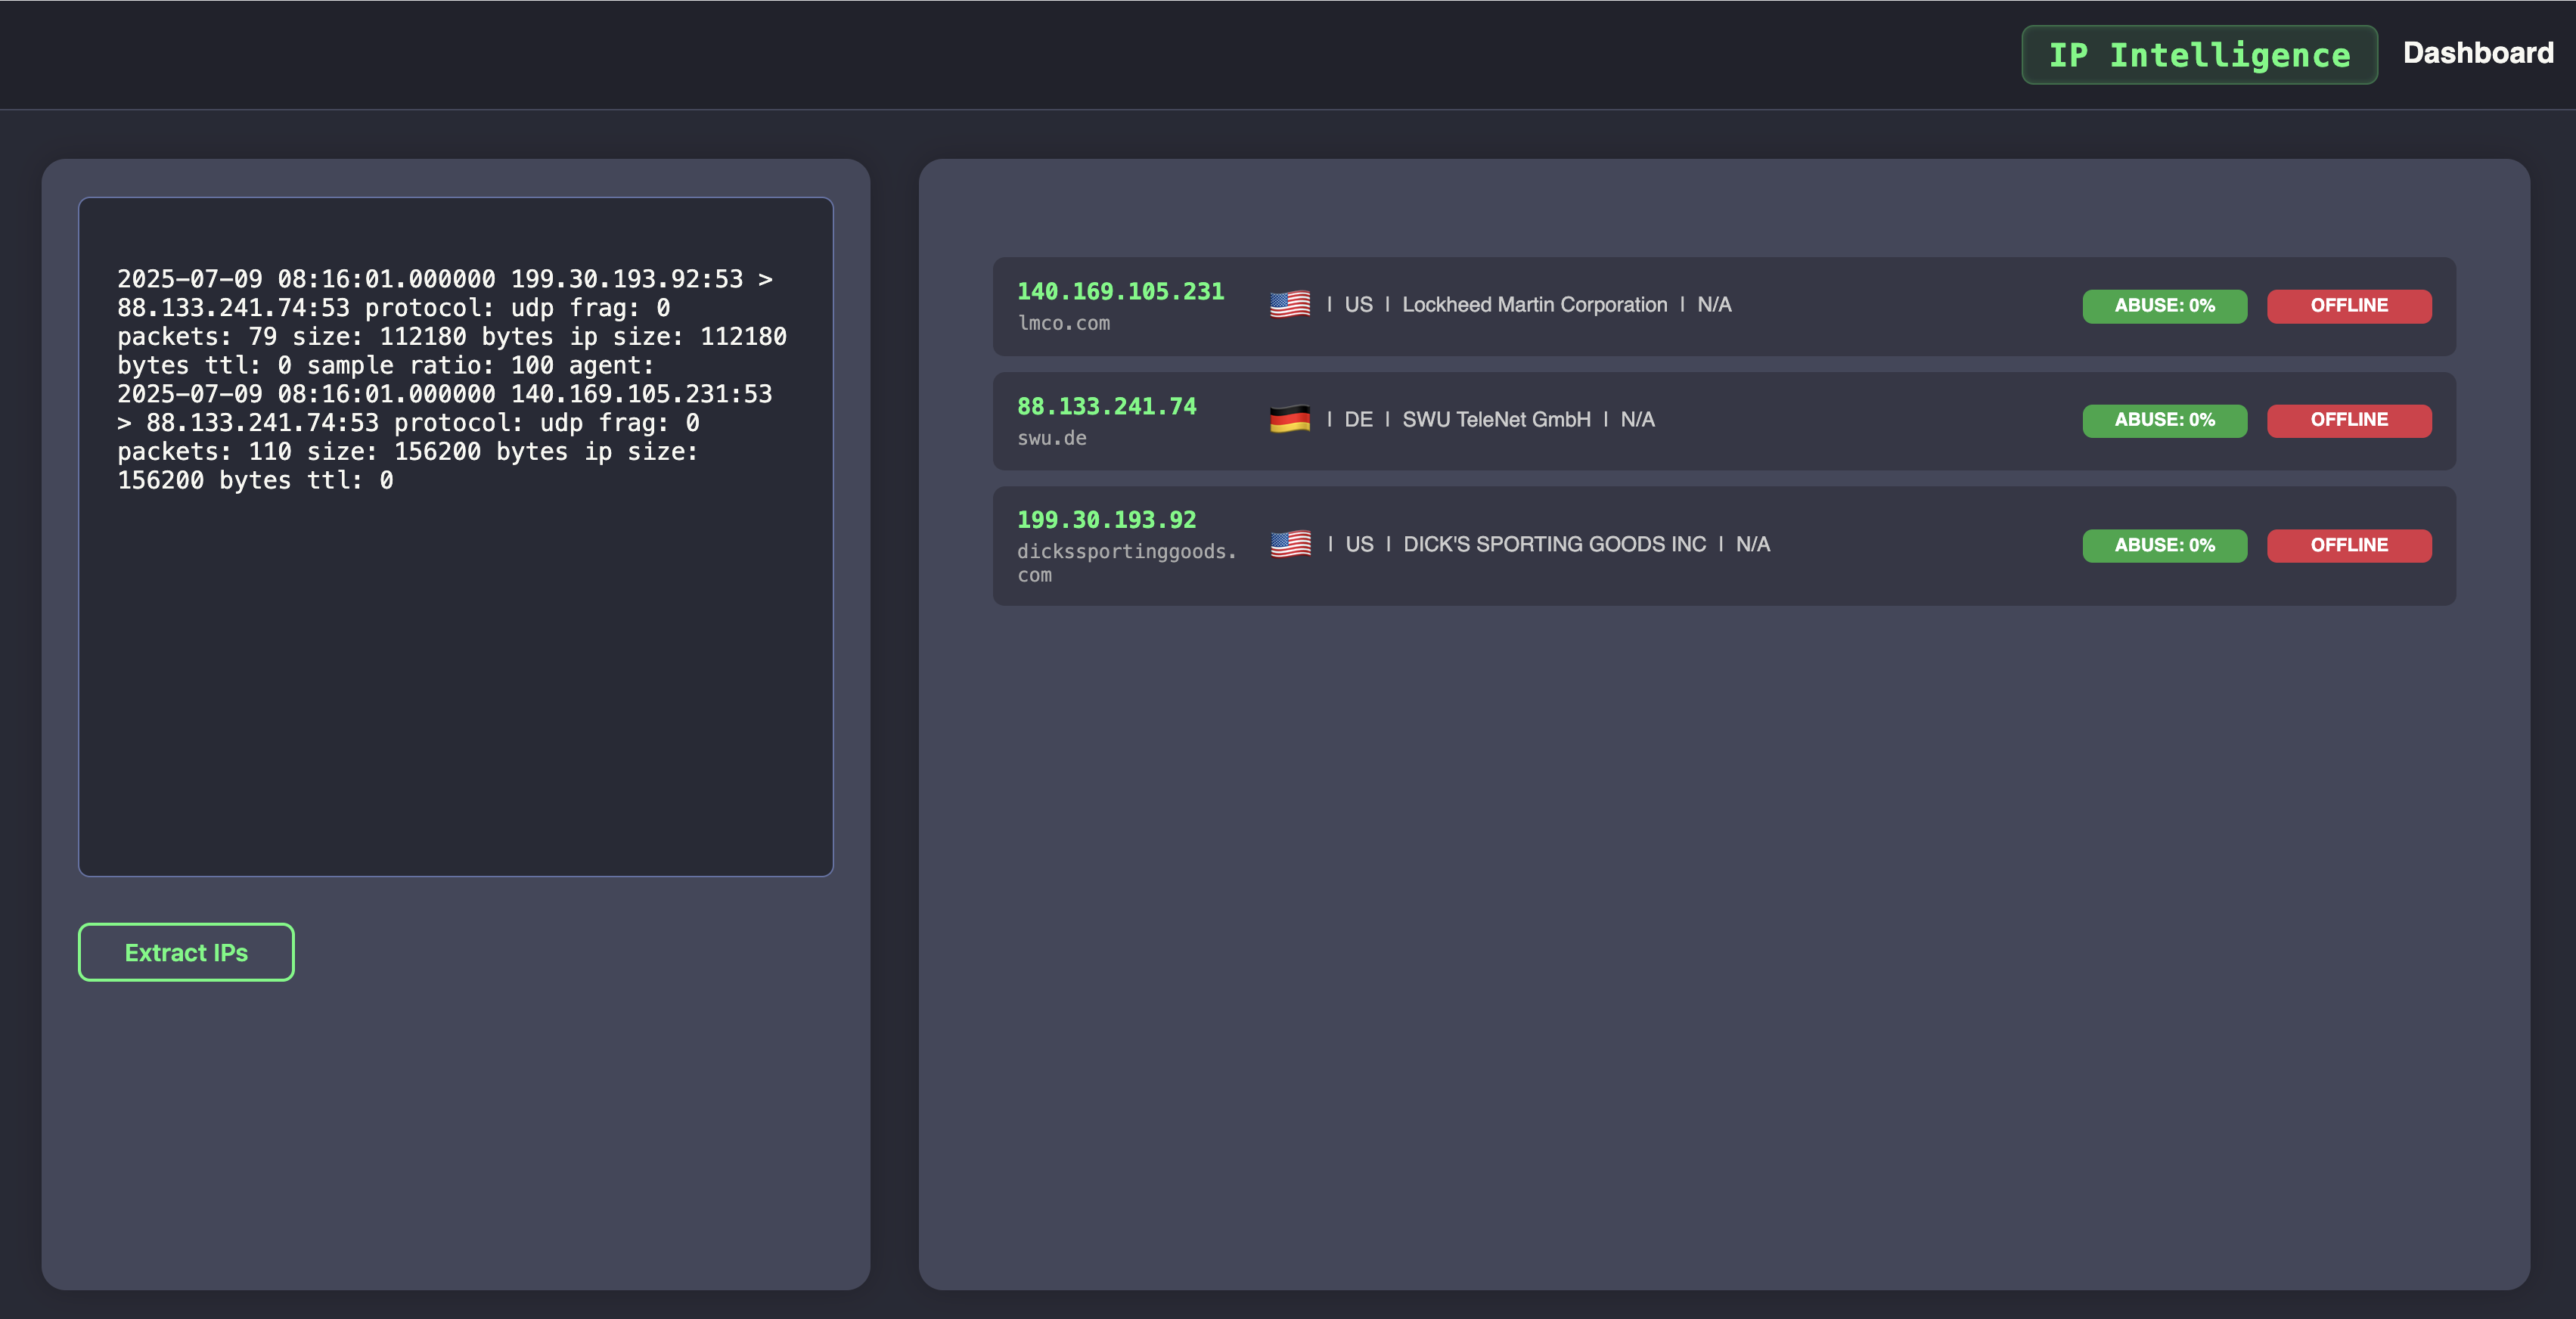 IP Intelligence
Dashboard
2025-07-09 08:16:01.000000 199.30.193.92:53 >
88.133.241.74:53 protocol: udp frag: 0
packets: 79 size: 112180 bytes ip size: 112180
bytes ttl: 0 sample ratio: 100 agent:
2025-07-09 08:16:01.000000 140.169.105.231:53
> 88.133.241.74:53 protocol: udp frag: 0
packets: 110 size: 156200 bytes ip size:
156200 bytes ttl: 0
Extract IPs
140.169.105.231
lmco.com
| US | Lockheed Martin Corporation | N/A
ABUSE: 0%
OFFLINE
88.133.241.74
swu.de
| DE | SWU TeleNet GmbH | N/A
ABUSE: 0%
OFFLINE
199.30.193.92
dickssportinggoods.
com
| US | DICK'S SPORTING GOODS INC | N/A
ABUSE: 0%
OFFLINE